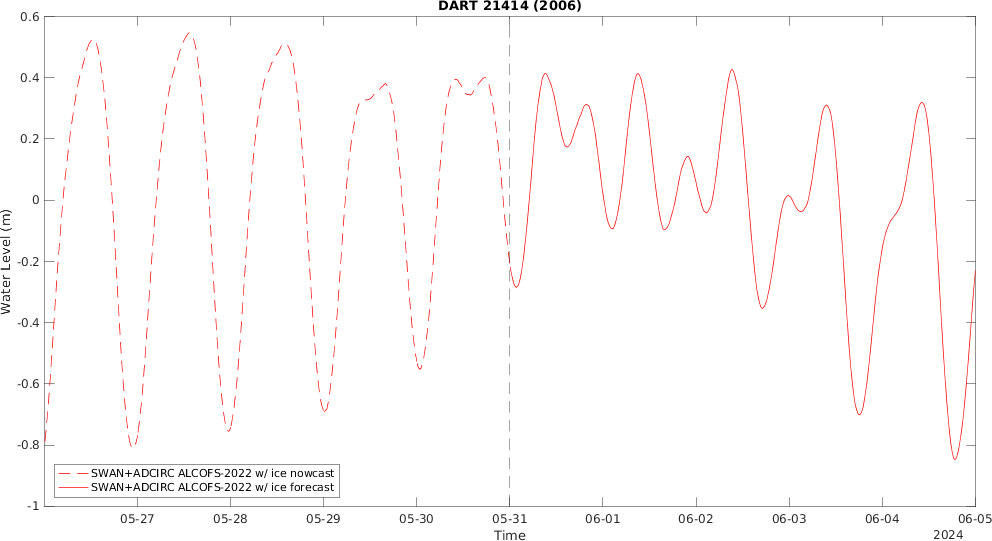 DART 21414 (2006)
0.6
0.4
0.2
0
-0.2
-0.4
-0.6
-0.8
-1
Water Level (m)
SWAN+ADCIRC ALCOFS-2022 w/ ice nowcast
SWAN+ADCIRC ALCOFS-2022 w/ ice forecast
05-27 05-28 05-29 05-30 05-31 06-01 06-02 06-03 06-04 06-05
Time
2024